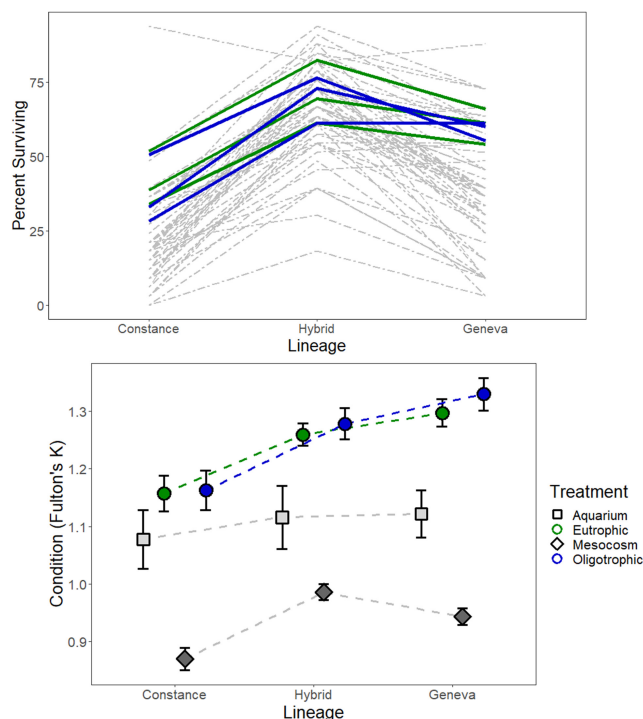 Percent Surviving
75
50
25
0
Constance Hybrid Geneva
Lineage
Condition (Fulton's K)
1.3
1.2
1.1
1.0
0.9
Constance Hybrid Geneva
Lineage
Treatment
Aquarium
Eutrophic
Mesocosm
Oligotrophic